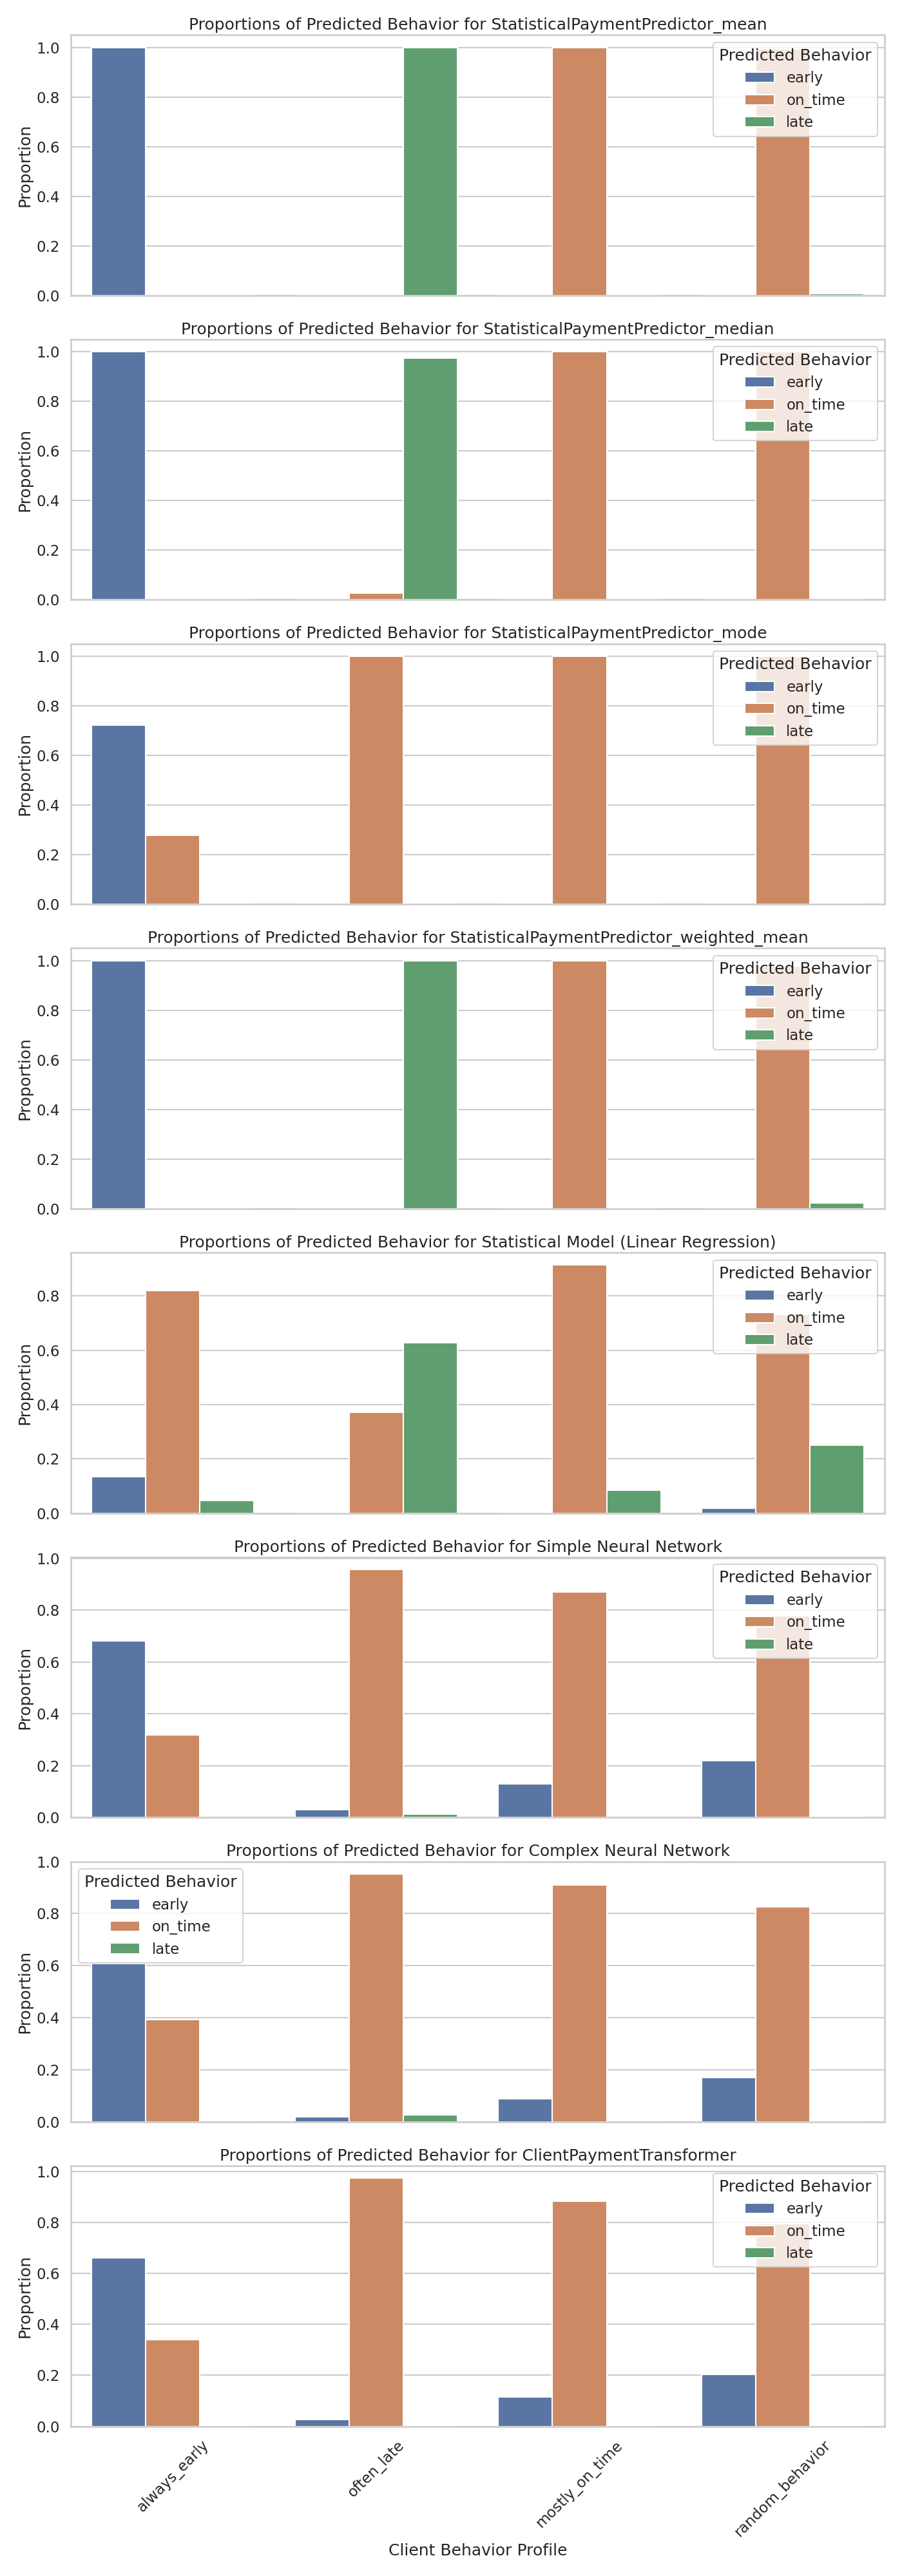 Proportions of Predicted Behavior for StatisticalPaymentPredictor_mean
1.0
0.8
0.6
0.4
0.2
0.0
Proportion
Predicted Behavior
early
on_time
late
Proportions of Predicted Behavior for StatisticalPaymentPredictor_median
1.0
0.8
0.6
0.4
0.2
0.0
Proportion
Predicted Behavior
early
on_time
late
Proportions of Predicted Behavior for StatisticalPaymentPredictor_mode
1.0
0.8
0.6
0.4
0.2
0.0
Proportion
Predicted Behavior
early
on_time
late
Proportions of Predicted Behavior for StatisticalPaymentPredictor_weighted_mean
1.0
0.8
0.6
0.4
0.2
0.0
Proportion
Predicted Behavior
early
on_time
late
Proportions of Predicted Behavior for Statistical Model (Linear Regression)
0.8
0.6
0.4
0.2
0.0
Proportion
Predicted Behavior
early
on_time
late
Proportions of Predicted Behavior for Simple Neural Network
1.0
0.8
0.6
0.4
0.2
0.0
Proportion
Predicted Behavior
early
on_time
late
Proportions of Predicted Behavior for Complex Neural Network
1.0
0.8
0.6
0.4
0.2
0.0
Proportion
Predicted Behavior
early
on_time
late
Proportions of Predicted Behavior for ClientPaymentTransformer
1.0
0.8
0.6
0.4
0.2
0.0
Proportion
Predicted Behavior
early
on_time
late
always_early
often_late
mostly_on_time
random_behavior
Client Behavior Profile